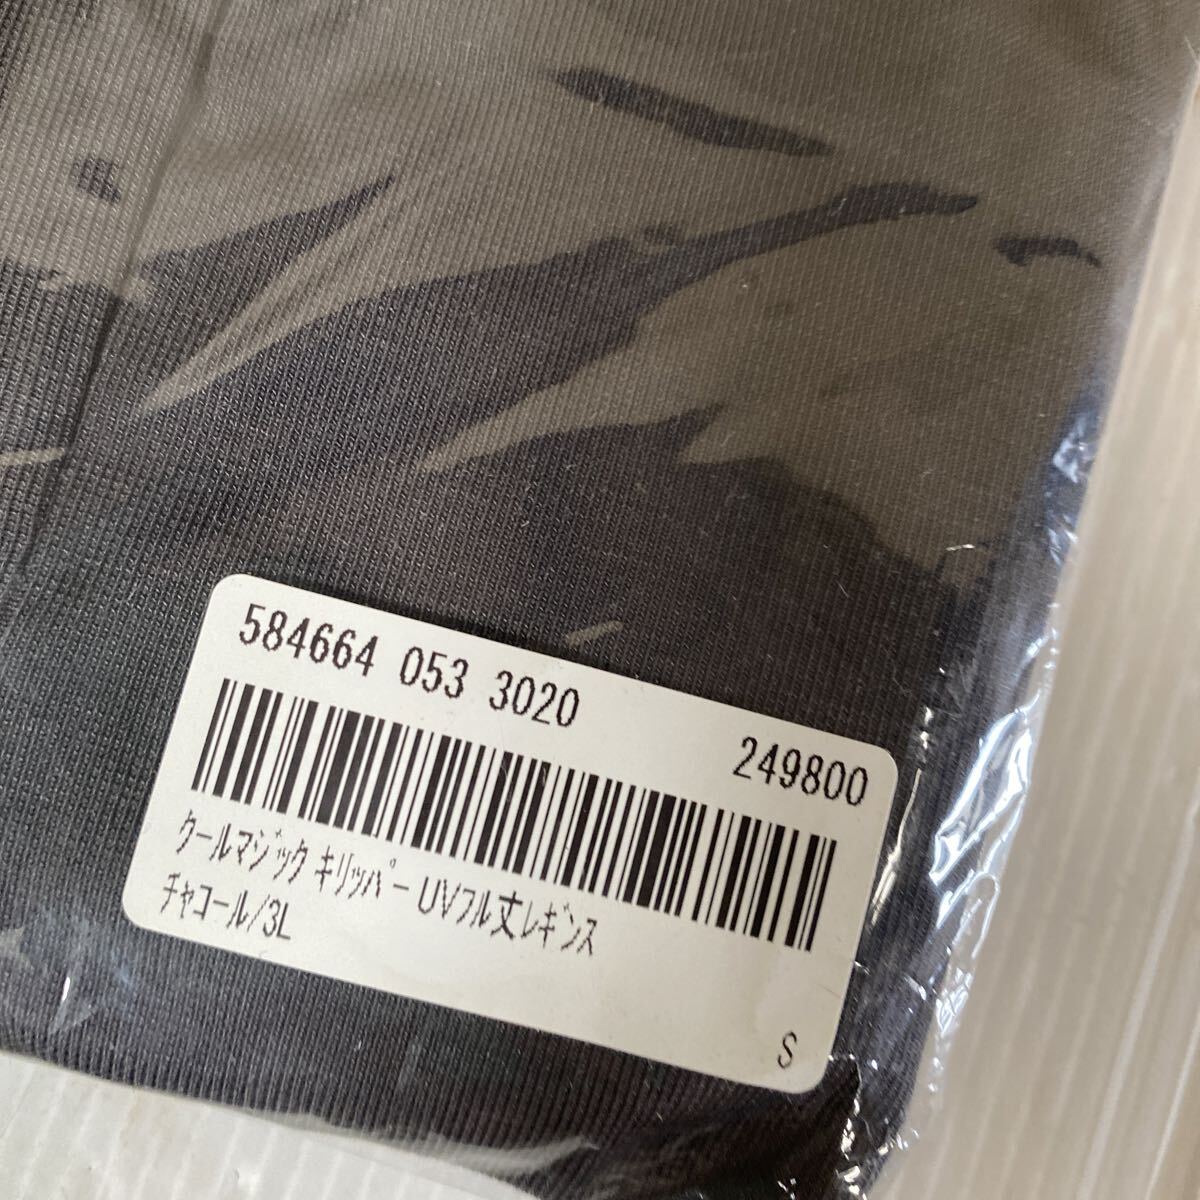 584664 053 3020
249800
クールマジック キリッパー UVフル丈レギンス
チャコール/3L
S